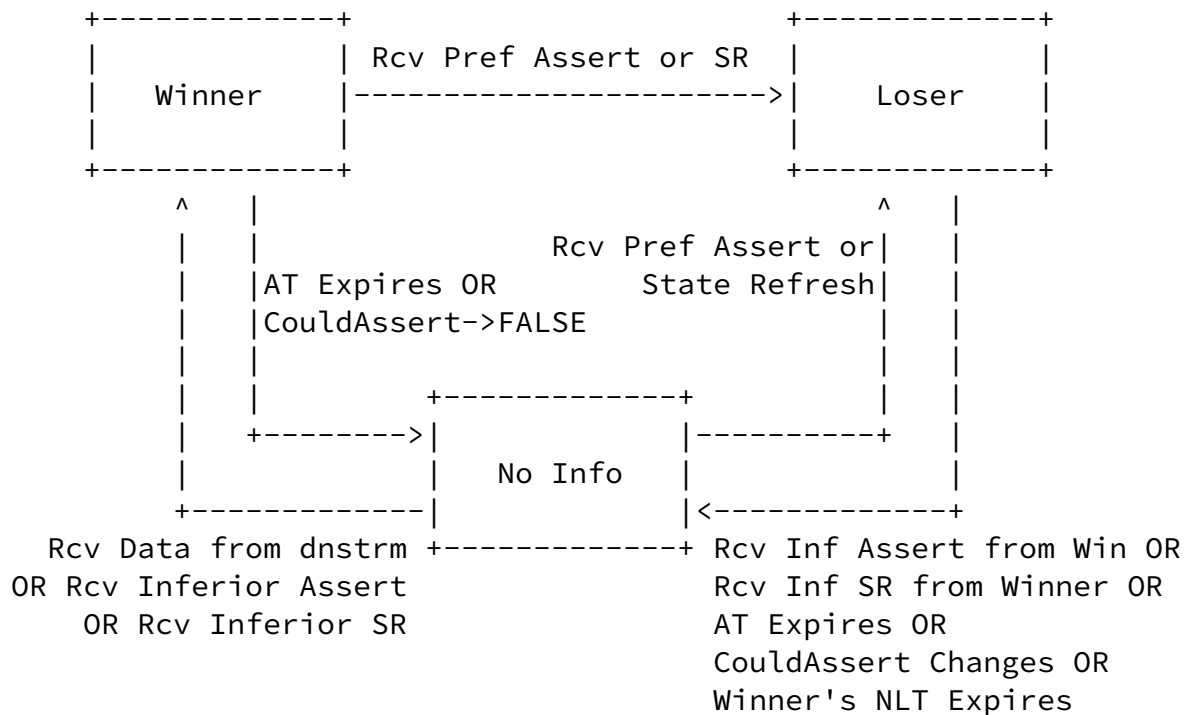 Rcv Pref Assert or SR
Winner
Loser
Rcv Pref Assert or
AT Expires OR
State Refresh
CouldAssert->FALSE
No Info
Rcv Data from dnstrm
OR Rcv Inferior Assert
OR Rcv Inferior SR
Rcv Inf Assert from Win OR
Rcv Inf SR from Winner OR
AT Expires OR
CouldAssert Changes OR
Winner's NLT Expires